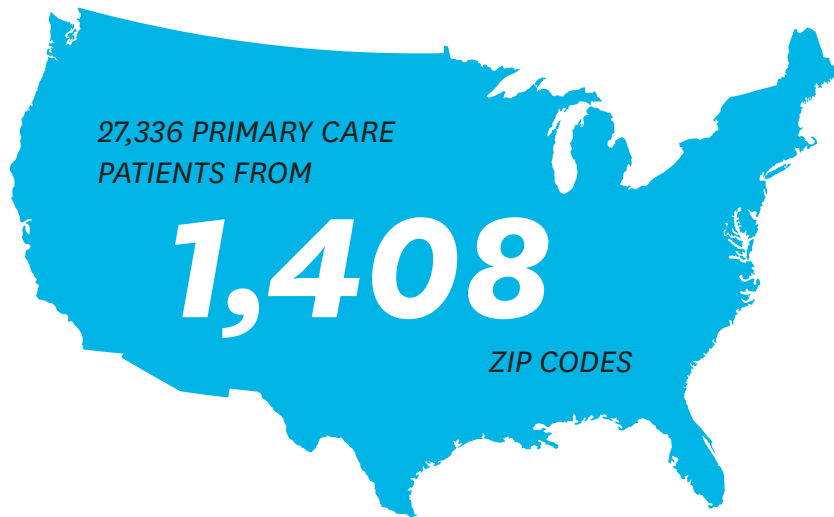 27,336 PRIMARY CARE
PATIENTS FROM
1,408
ZIP CODES